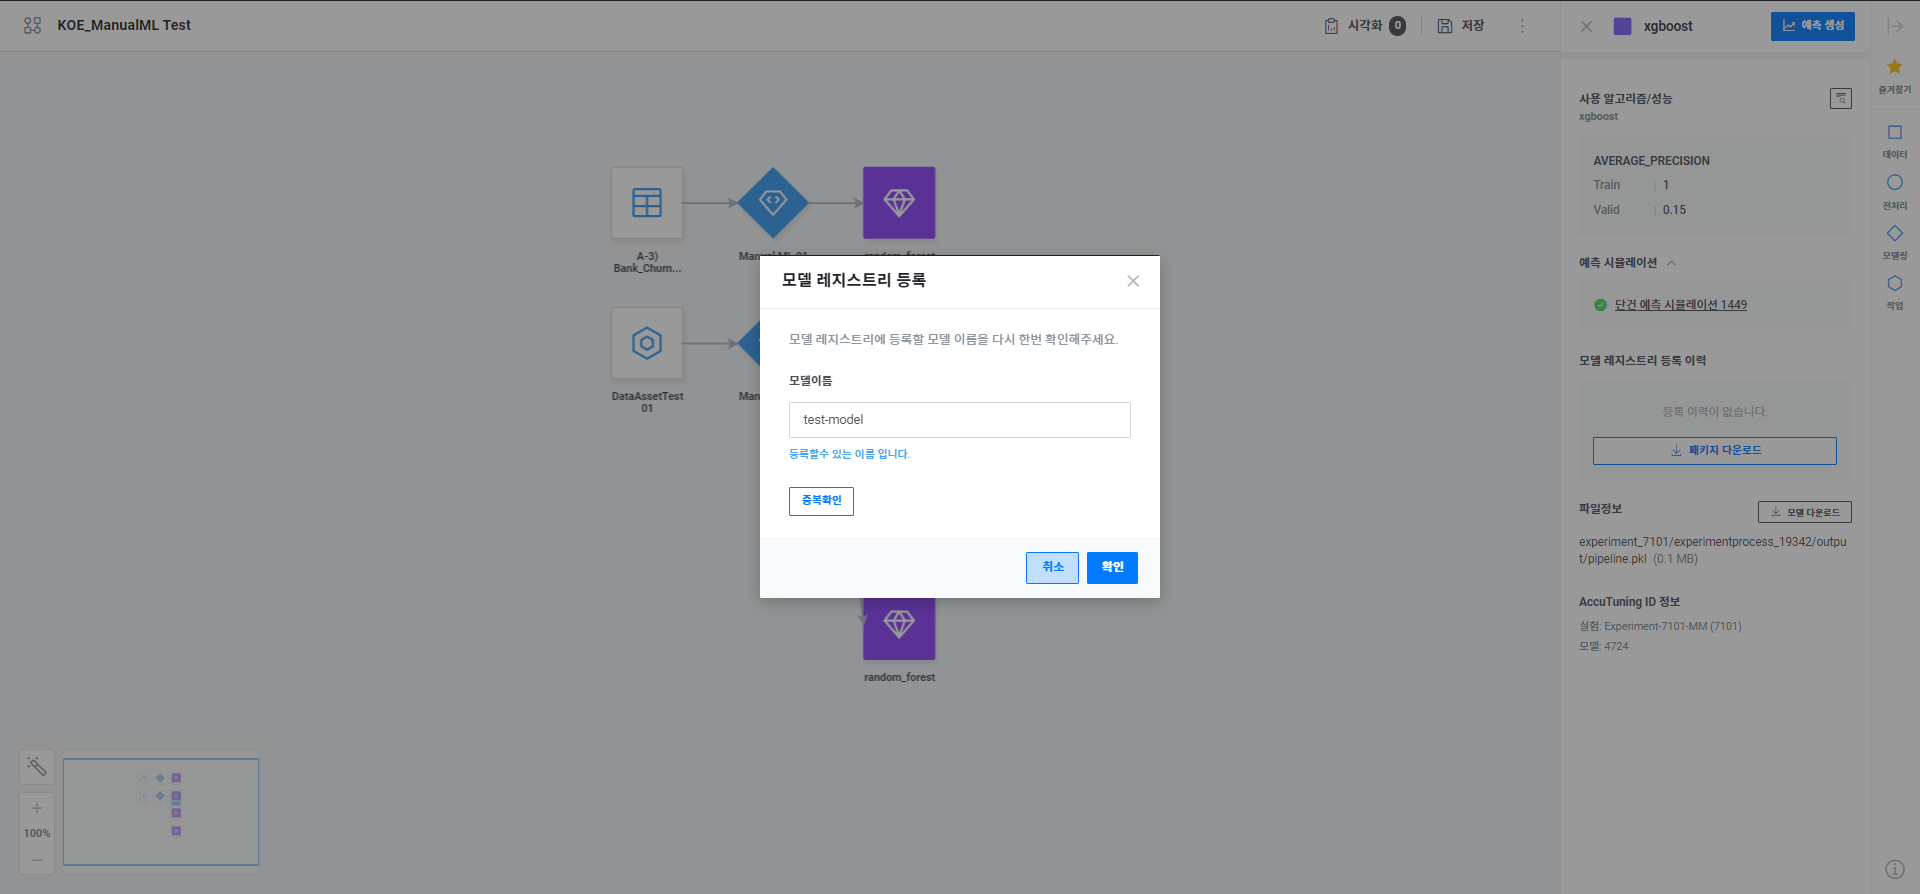 KOE_ManualML Test
시각화 0
저장
xgboost
예측 생성
즐겨찾기
데이터
전처리
모델링
작업
사용 알고리즘/성능
xgboost
AVERAGE_PRECISION
Train 1
Valid 0.15
예측 시뮬레이션
단건 예측 시뮬레이션 1449
모델 레지스트리 등록 이력
등록 이력이 없습니다.
패키지 다운로드
파일정보
모델 다운로드
experiment_7101/experimentprocess_19342/outpu
t/pipeline.pkl (0.1 MB)
AccuTuning ID 정보
실험: Experiment-7101-MM (7101)
모델: 4724
A-3)
Bank_Churn...
DataAssetTest
01
모델 레지스트리 등록
모델 레지스트리에 등록할 모델 이름을 다시 한번 확인해주세요.
모델이름
test-model
등록할수 있는 이름 입니다.
중복확인
취소
확인
random_forest
100%